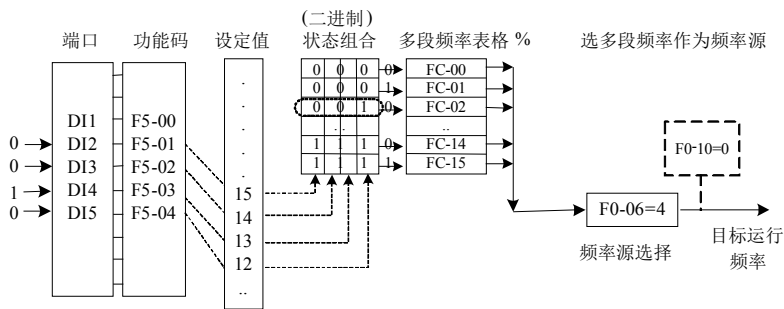 (二进制)
端口 功能码 设定值 状态组合 多段频率表格 % 选多段频率作为频率源
0 0 0 0 FC-00
. 0 0 0 1 FC-01
. 0 0 1 0 FC-02
. ... ..
DI1 F5-00 . 1 1 1 0 FC-14
0 DI2 F5-01 . 1 1 1 1 FC-15
0 DI3 F5-02
1 DI4 F5-03 15
0 DI5 F5-04 14
13
12
..
F0-10=0
F0-06=4
频率源选择
目标运行
频率